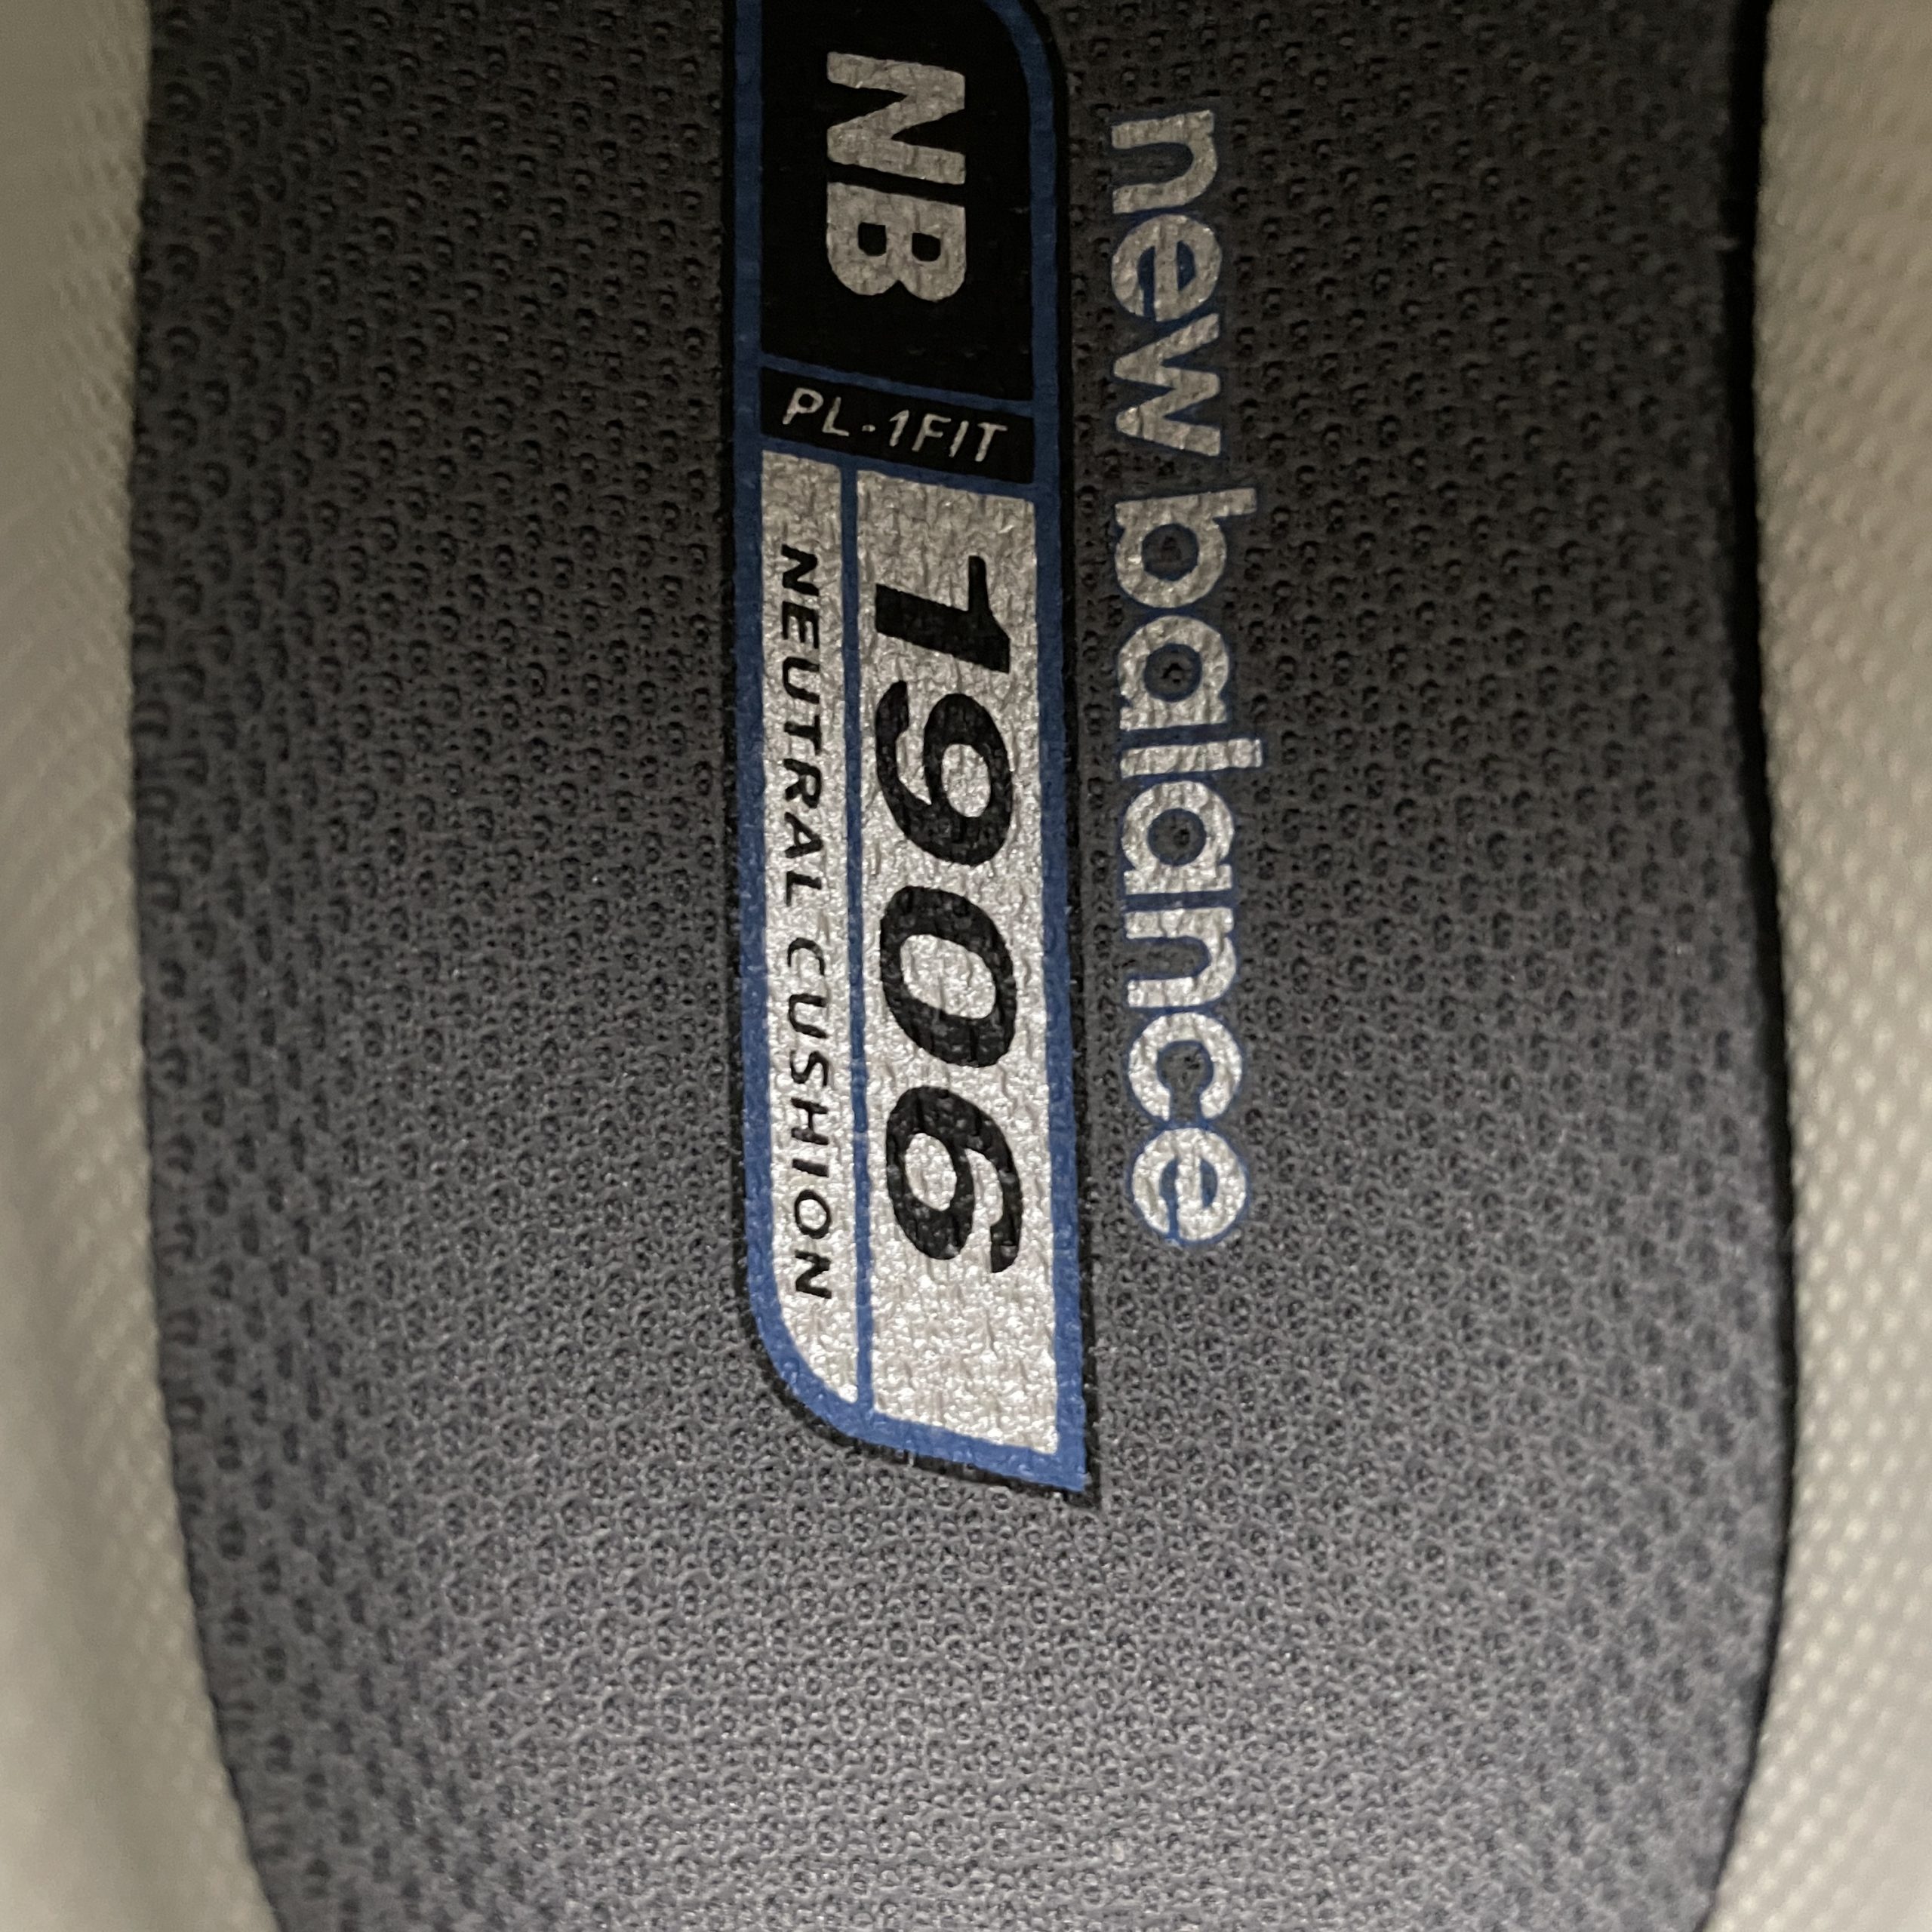 new balance
NB
PL-1FIT
1906
NEUTRAL CUSHION